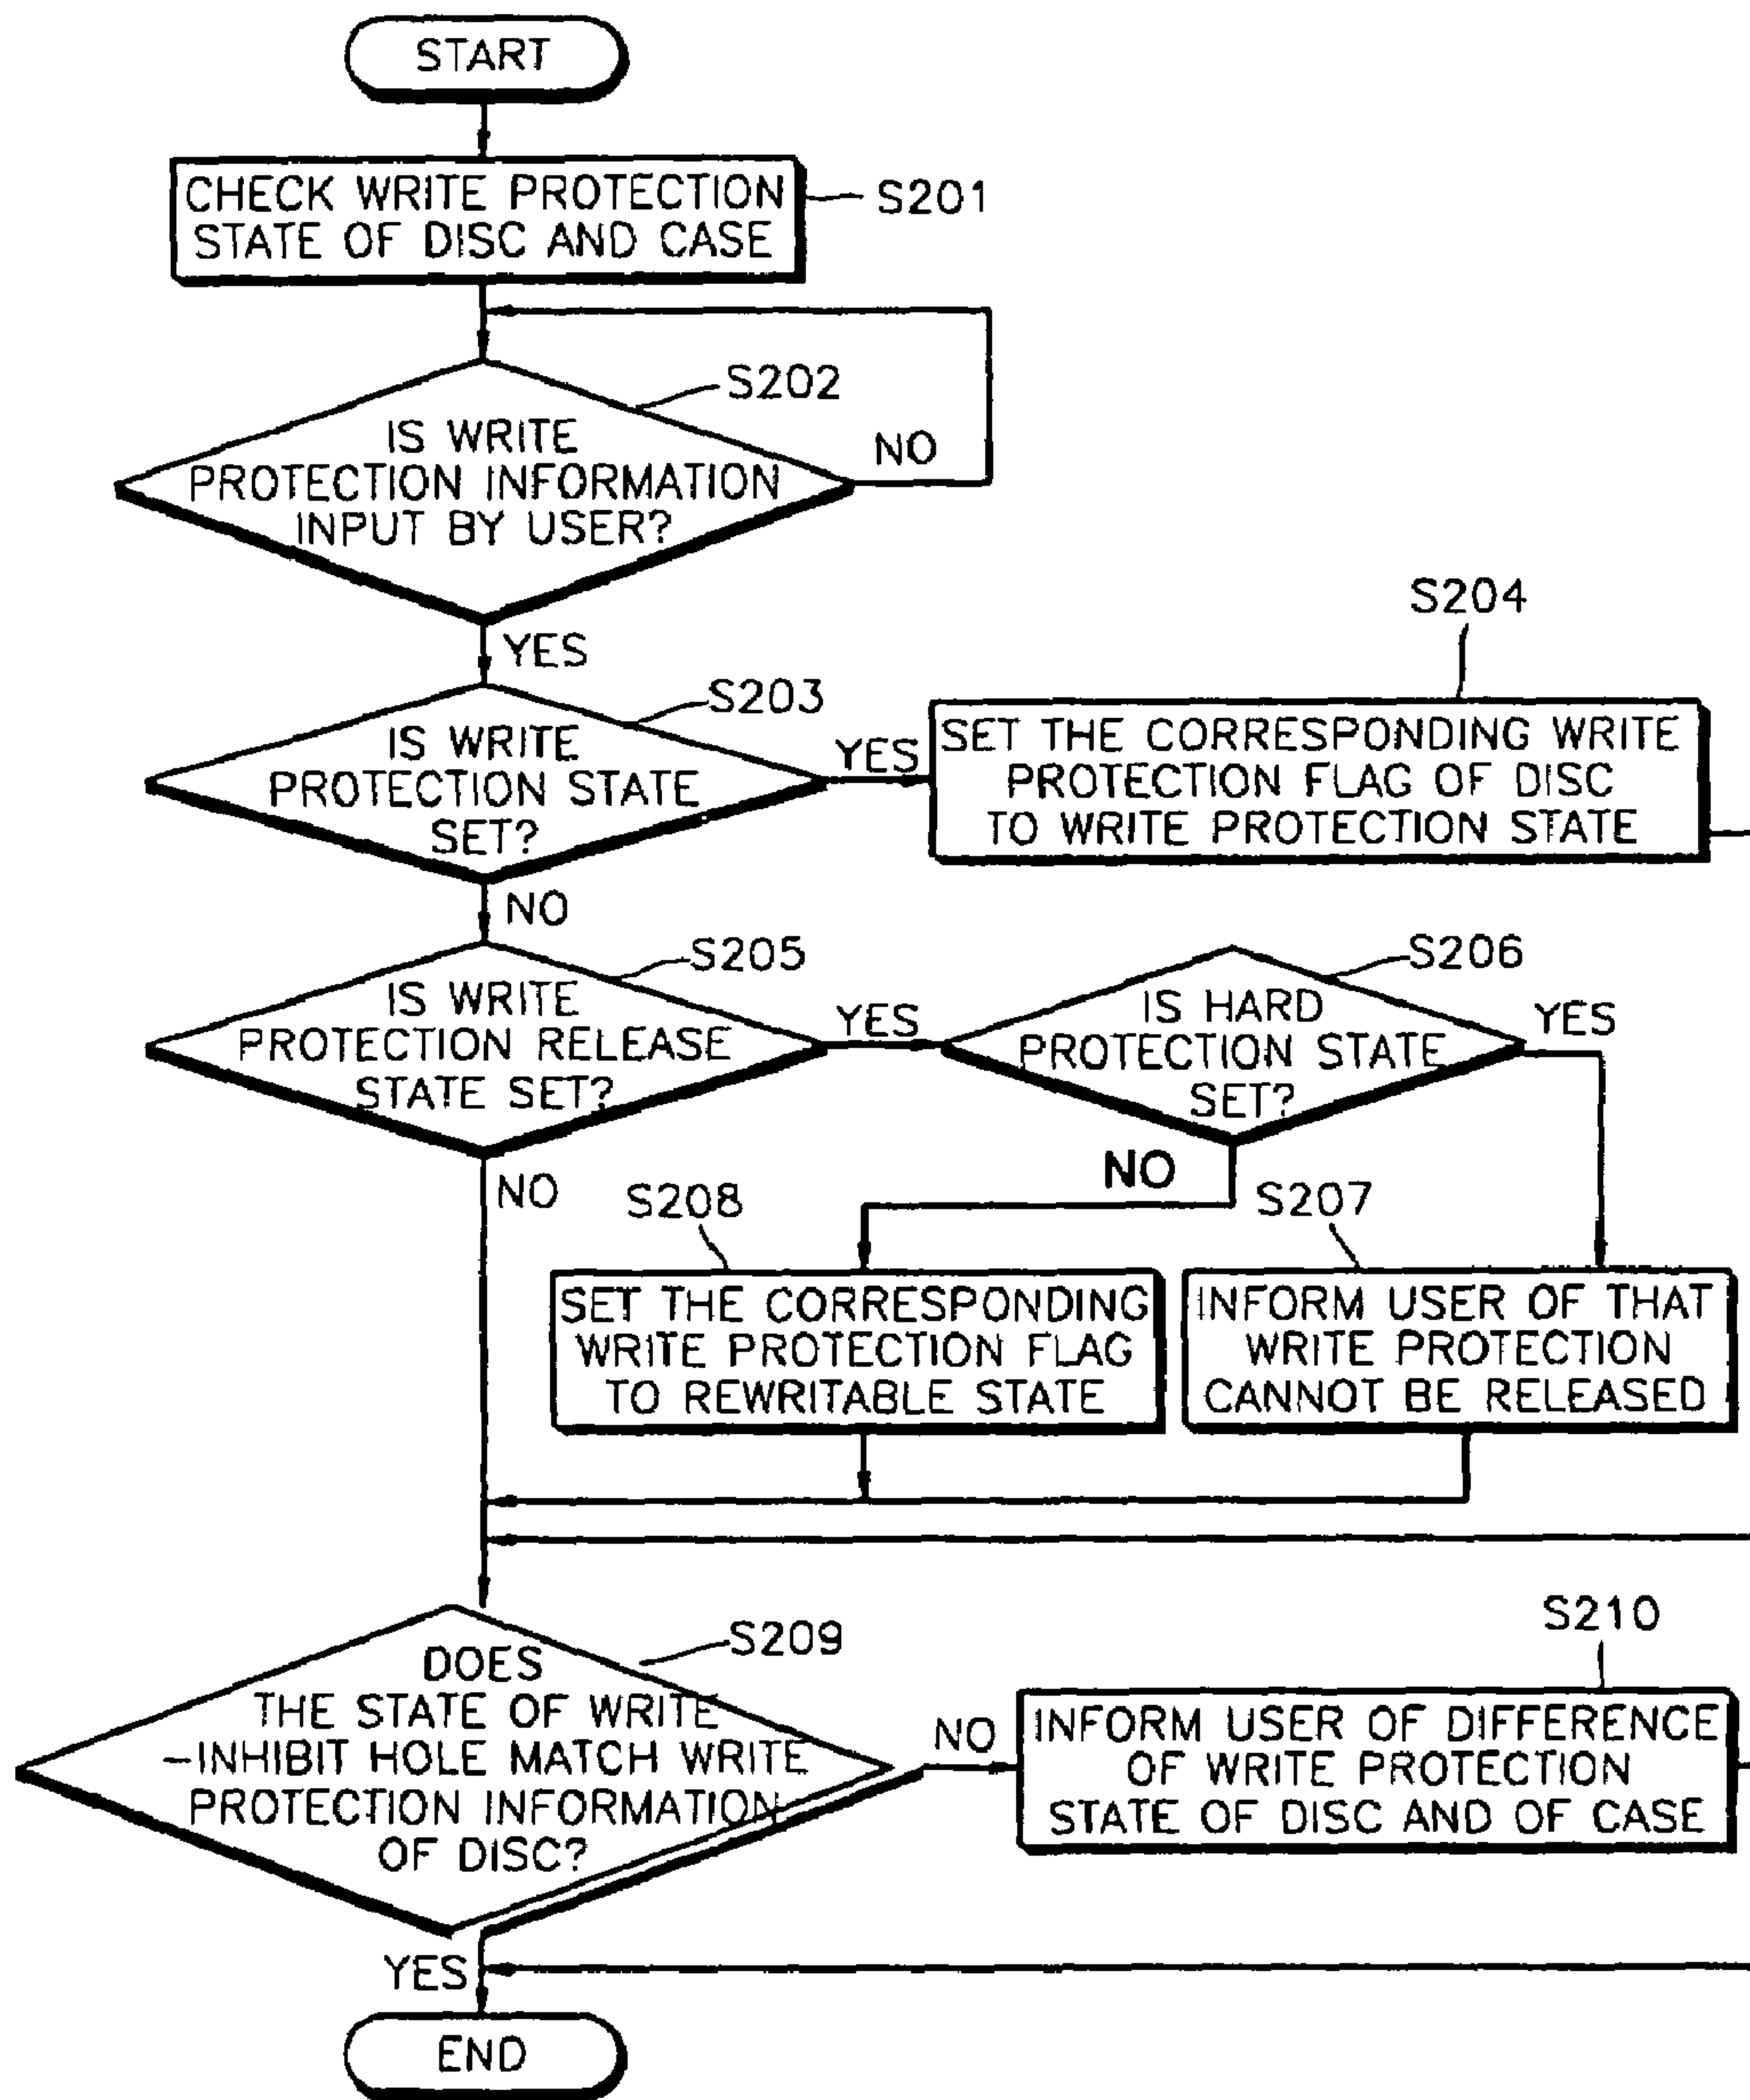 START
CHECK WRITE PROTECTION
STATE OF DISC AND CASE
S201
S202
IS WRITE
PROTECTION INFORMATION
INPUT BY USER?
NO
YES
S203
IS WRITE
PROTECTION STATE
SET?
YES
S204
SET THE CORRESPONDING WRITE
PROTECTION FLAG OF DISC
TO WRITE PROTECTION STATE
NO
S205
IS WRITE
PROTECTION RELEASE
STATE SET?
YES
S206
IS HARD
PROTECTION STATE
SET?
YES
NO
NO
S208
SET THE CORRESPONDING
WRITE PROTECTION FLAG
TO REWRITABLE STATE
S207
INFORM USER OF THAT
WRITE PROTECTION
CANNOT BE RELEASED
S209
DOES
THE STATE OF WRITE
-INHIBIT HOLE MATCH WRITE
PROTECTION INFORMATION
OF DISC?
NO
S210
INFORM USER OF DIFFERENCE
OF WRITE PROTECTION
STATE OF DISC AND OF CASE
YES
END